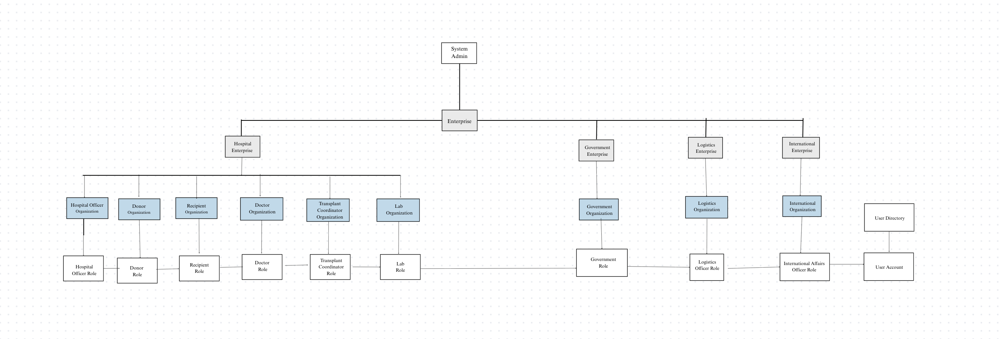 System
Admin
Enterprise
Hospital
Enterprise
Government
Enterprise
Logistics
Enterprise
International
Enterprise
Hospital Officer
Organization
Donor
Organization
Recipient
Organization
Doctor
Organization
Transplant
Coordinator
Organization
Lab
Organization
Government
Organization
Logistics
Organization
International
Organization
User Directory
Hospital
Officer Role
Donor
Role
Recipient
Role
Doctor
Role
Transplant
Coordinator
Role
Lab
Role
Government
Role
Logistics
Officer Role
International Affairs
Officer Role
User Account